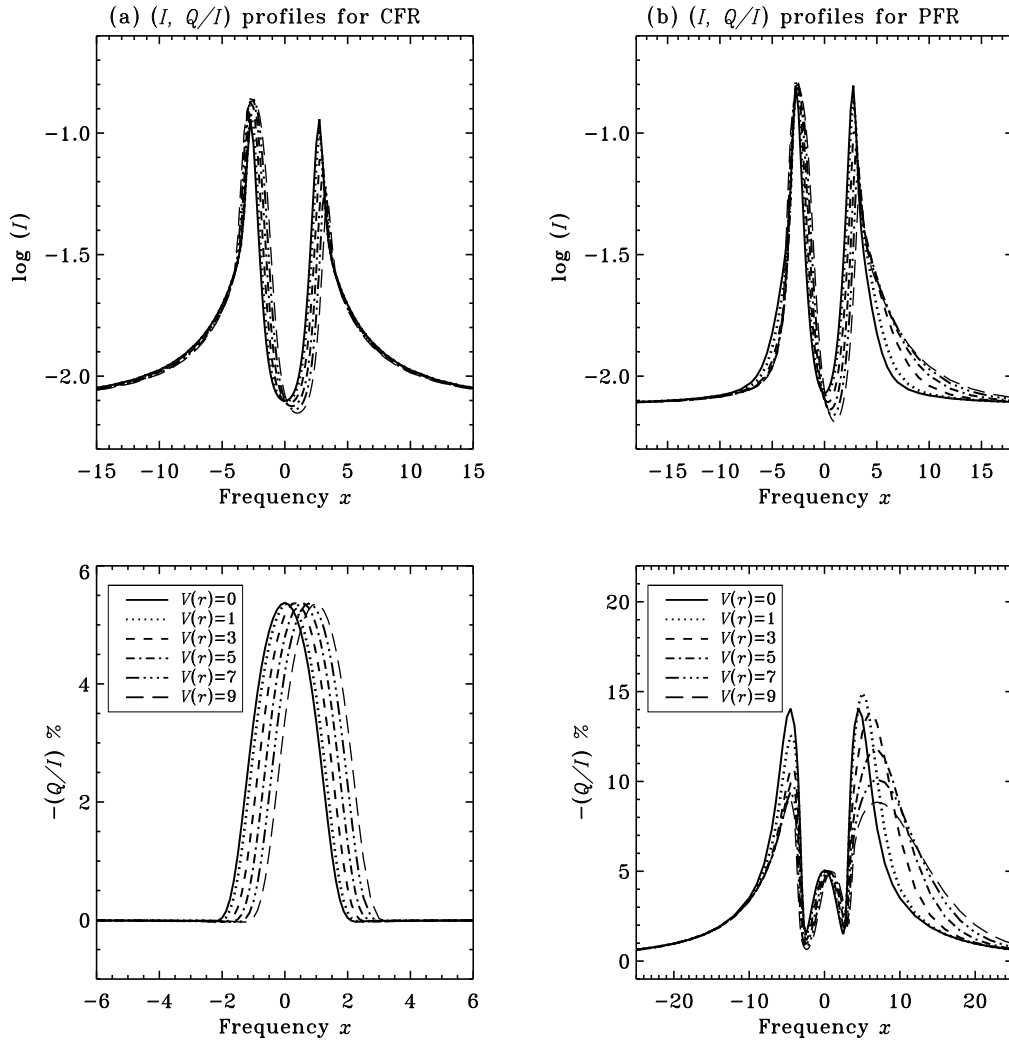 (a) (I, Q/I) profiles for CFR
−1.0
−1.5
−2.0
log (I)
−15 −10 −5 0 5 10 15
Frequency x
(b) (I, Q/I) profiles for PFR
−1.0
−1.5
−2.0
log (I)
−15 −10 −5 0 5 10 15
Frequency x
6
4
2
0
−(Q/I) %
V(r)=0
V(r)=1
V(r)=3
V(r)=5
V(r)=7
V(r)=9
−6 −4 −2 0 2 4 6
Frequency x
20
15
10
5
0
−(Q/I) %
V(r)=0
V(r)=1
V(r)=3
V(r)=5
V(r)=7
V(r)=9
−20 −10 0 10 20
Frequency x